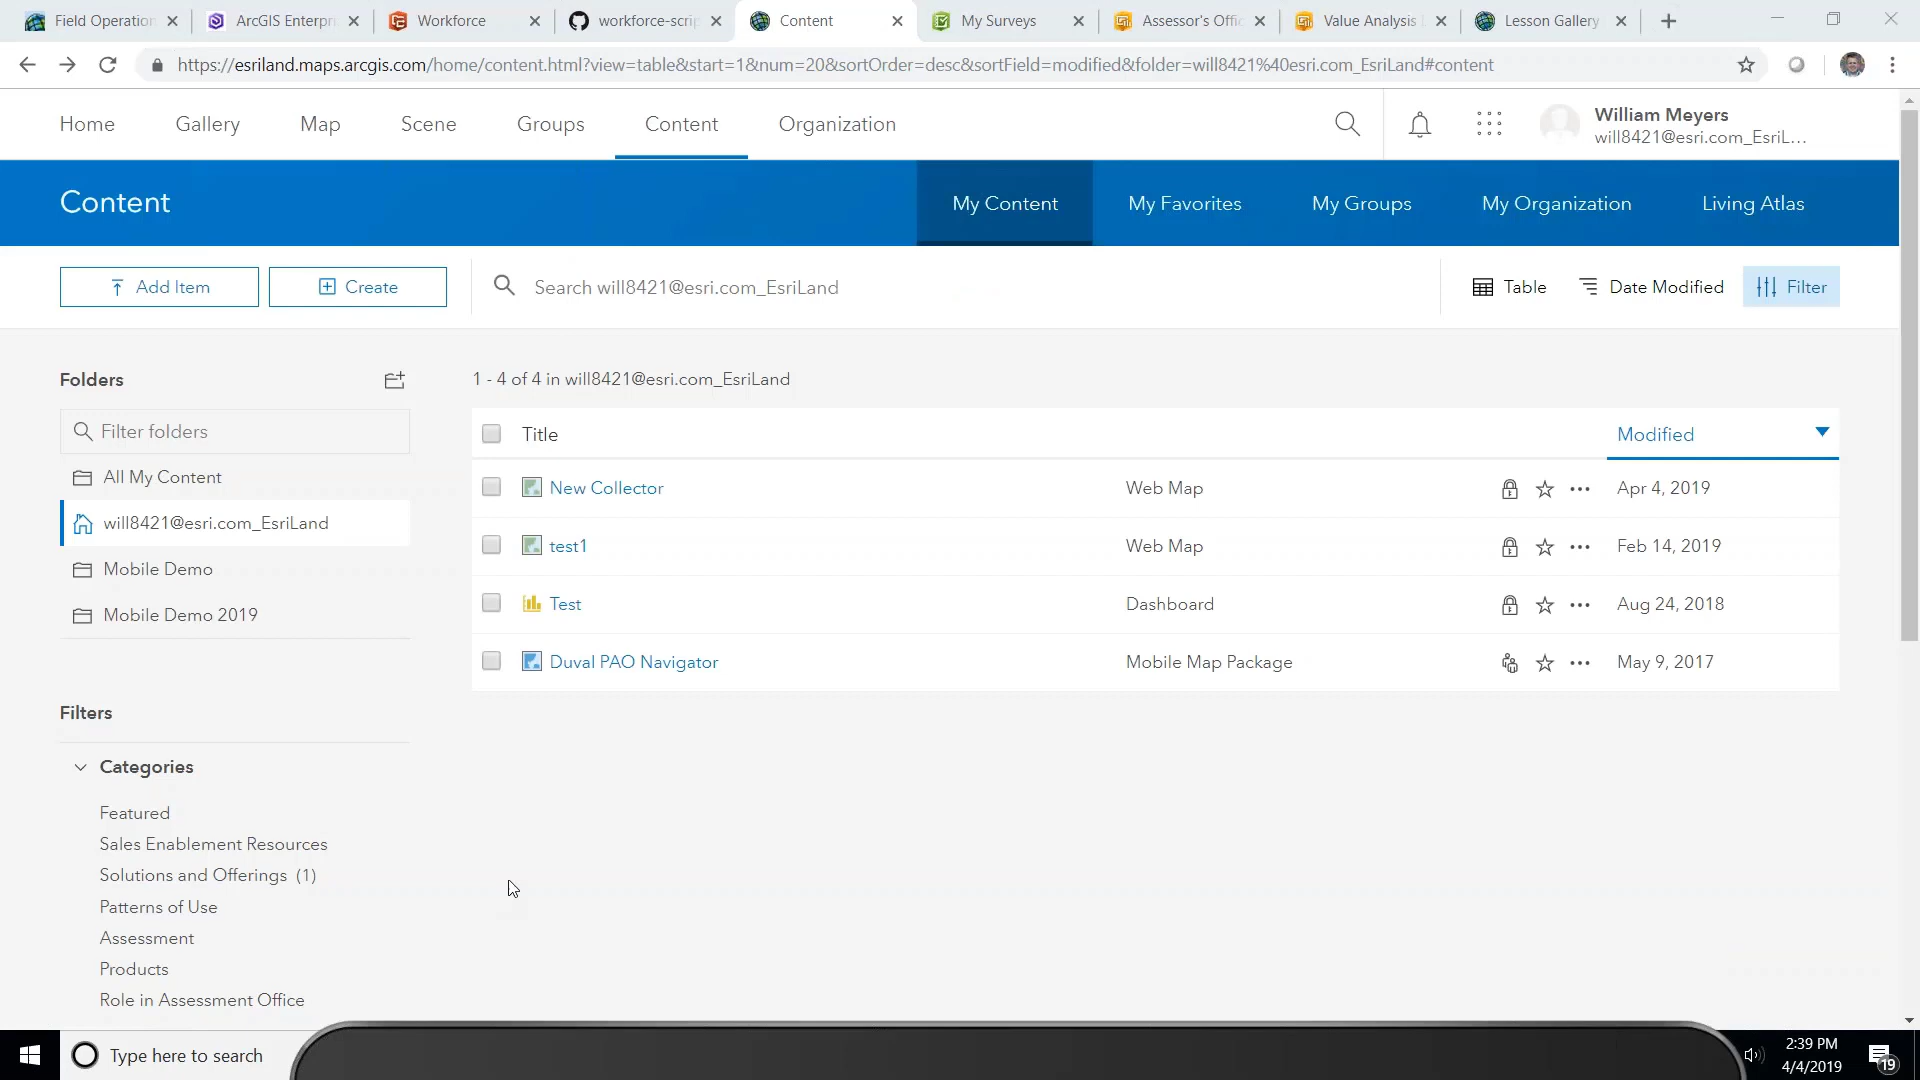 Field Operation
ArcGIS Enterpri
Workforce
workforce-scrip
Content
My Surveys
Assessor's Offic
Value Analysis
Lesson Gallery
https://esriland.maps.arcgis.com/home/content.html?view=table&start=1&num=20&sortOrder=desc&sortField=modified&folder=will8421%40esri.com_EsriLand#content
Home
Gallery
Map
Scene
Groups
Content
Organization
William Meyers
will8421@esri.com_EsriL...
Content
My Content
My Favorites
My Groups
My Organization
Living Atlas
Add Item
Create
Search will8421@esri.com_EsriLand
Table
Date Modified
Filter
Folders
1 - 4 of 4 in will8421@esri.com_EsriLand
Filter folders
All My Content
will8421@esri.com_EsriLand
Mobile Demo
Mobile Demo 2019
Title Modified
New Collector Web Map Apr 4, 2019
test1 Web Map Feb 14, 2019
Test Dashboard Aug 24, 2018
Duval PAO Navigator Mobile Map Package May 9, 2017
Filters
Categories
Featured
Sales Enablement Resources
Solutions and Offerings (1)
Patterns of Use
Assessment
Products
Role in Assessment Office
Type here to search
2:39 PM
4/4/2019
19